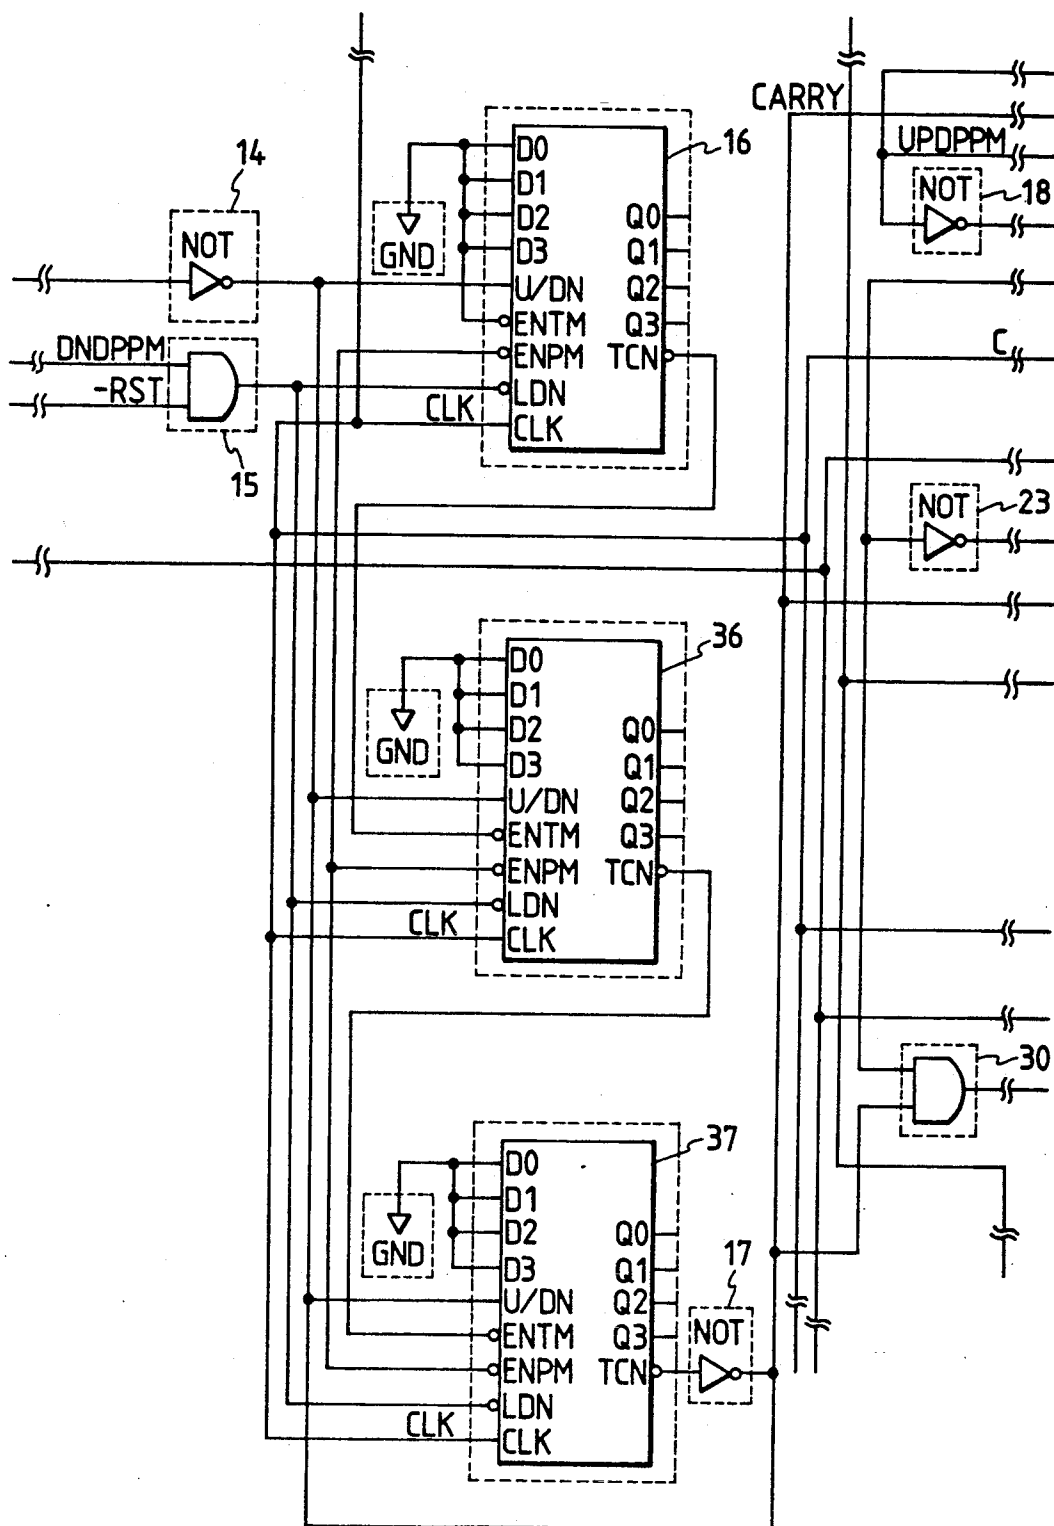 CARRY
14
D0
16
UPDPPM
D1
NOT
18
NOT
D2
Q0
GND
D3
Q1
U/DN
Q2
ENTM
Q3
DNDPPM
ENPM
TCN
C
-RST
LDN
CLK
CLK
15
NOT
23
36
D0
D1
D2
Q0
GND
D3
Q1
U/DN
Q2
ENTM
Q3
ENPM
TCN
LDN
CLK
CLK
30
37
D0
D1
D2
Q0
GND
D3
Q1
17
U/DN
Q2
ENTM
Q3
NOT
ENPM
TCN
LDN
CLK
CLK